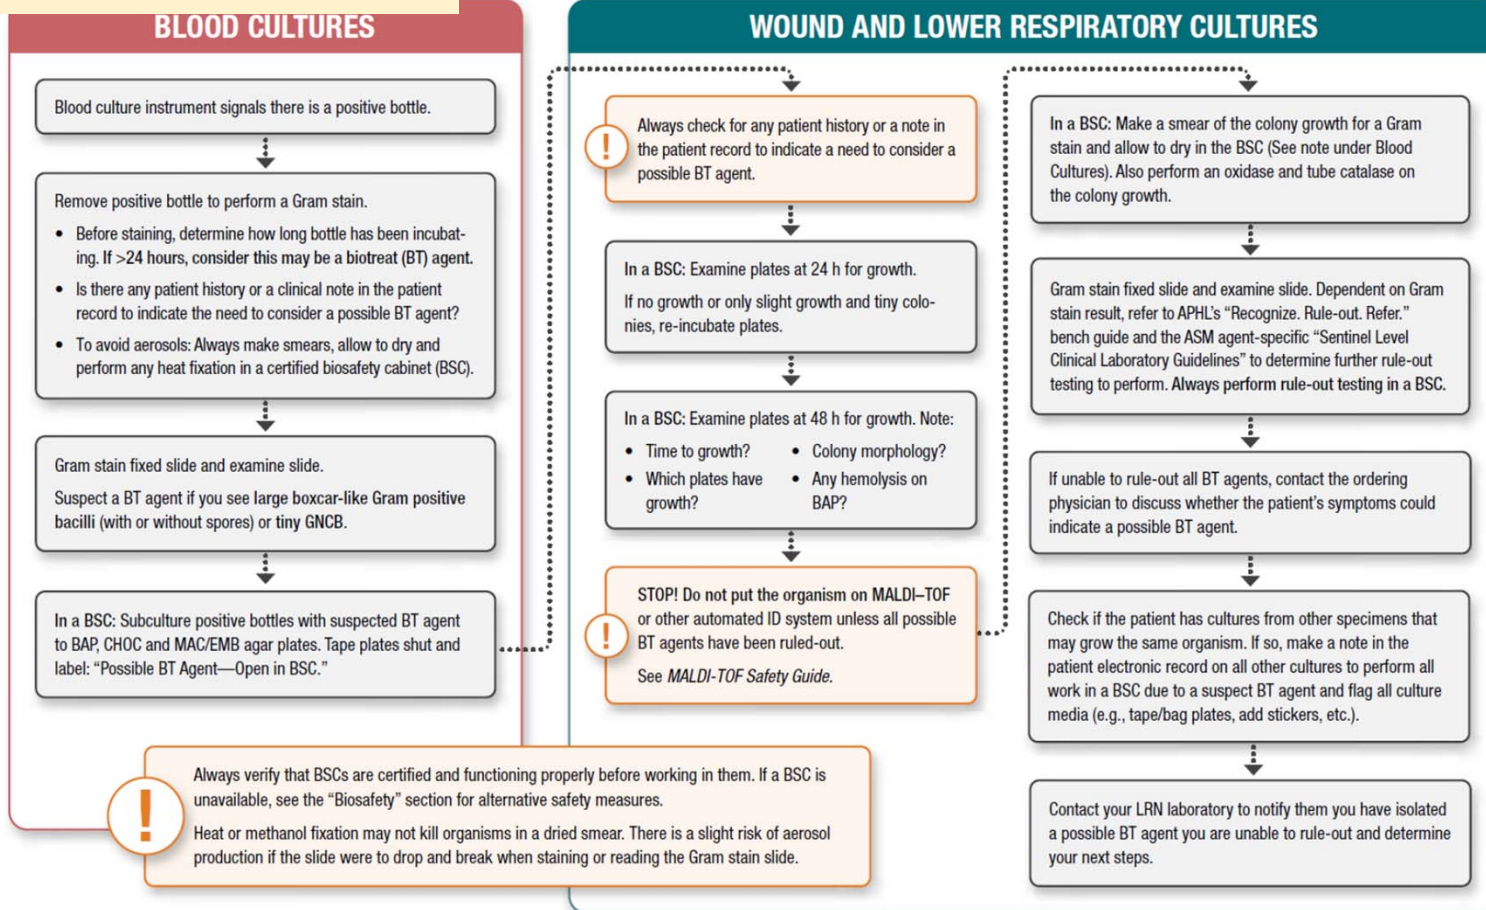 BLOOD CULTURES
Blood culture instrument signals there is a positive bottle.
Remove positive bottle to perform a Gram stain.
• Before staining, determine how long bottle has been incubat-
ing. If >24 hours, consider this may be a biotreat (BT) agent.
• Is there any patient history or a clinical note in the patient
record to indicate the need to consider a possible BT agent?
• To avoid aerosols: Always make smears, allow to dry and
perform any heat fixation in a certified biosafety cabinet (BSC).
Gram stain fixed slide and examine slide.
Suspect a BT agent if you see large boxcar-like Gram positive
bacilli (with or without spores) or tiny GNCB.
In a BSC: Subculture positive bottles with suspected BT agent
to BAP, CHOC and MAC/EMB agar plates. Tape plates shut and
label: “Possible BT Agent—Open in BSC.”
WOUND AND LOWER RESPIRATORY CULTURES
! Always check for any patient history or a note in
the patient record to indicate a need to consider a
possible BT agent.
In a BSC: Examine plates at 24 h for growth.
If no growth or only slight growth and tiny colo-
nies, re-incubate plates.
In a BSC: Examine plates at 48 h for growth. Note:
• Time to growth?
• Which plates have
growth?
• Colony morphology?
• Any hemolysis on
BAP?
! STOP! Do not put the organism on MALDI–TOF
or other automated ID system unless all possible
BT agents have been ruled-out.
See MALDI-TOF Safety Guide.
In a BSC: Make a smear of the colony growth for a Gram
stain and allow to dry in the BSC (See note under Blood
Cultures). Also perform an oxidase and tube catalase on
the colony growth.
Gram stain fixed slide and examine slide. Dependent on Gram
stain result, refer to APHL’s “Recognize. Rule-out. Refer.”
bench guide and the ASM agent-specific “Sentinel Level
Clinical Laboratory Guidelines” to determine further rule-out
testing to perform. Always perform rule-out testing in a BSC.
If unable to rule-out all BT agents, contact the ordering
physician to discuss whether the patient’s symptoms could
indicate a possible BT agent.
Check if the patient has cultures from other specimens that
may grow the same organism. If so, make a note in the
patient electronic record on all other cultures to perform all
work in a BSC due to a suspect BT agent and flag all culture
media (e.g., tape/bag plates, add stickers, etc.).
Contact your LRN laboratory to notify them you have isolated
a possible BT agent you are unable to rule-out and determine
your next steps.
! Always verify that BSCs are certified and functioning properly before working in them. If a BSC is
unavailable, see the “Biosafety” section for alternative safety measures.
Heat or methanol fixation may not kill organisms in a dried smear. There is a slight risk of aerosol
production if the slide were to drop and break when staining or reading the Gram stain slide.